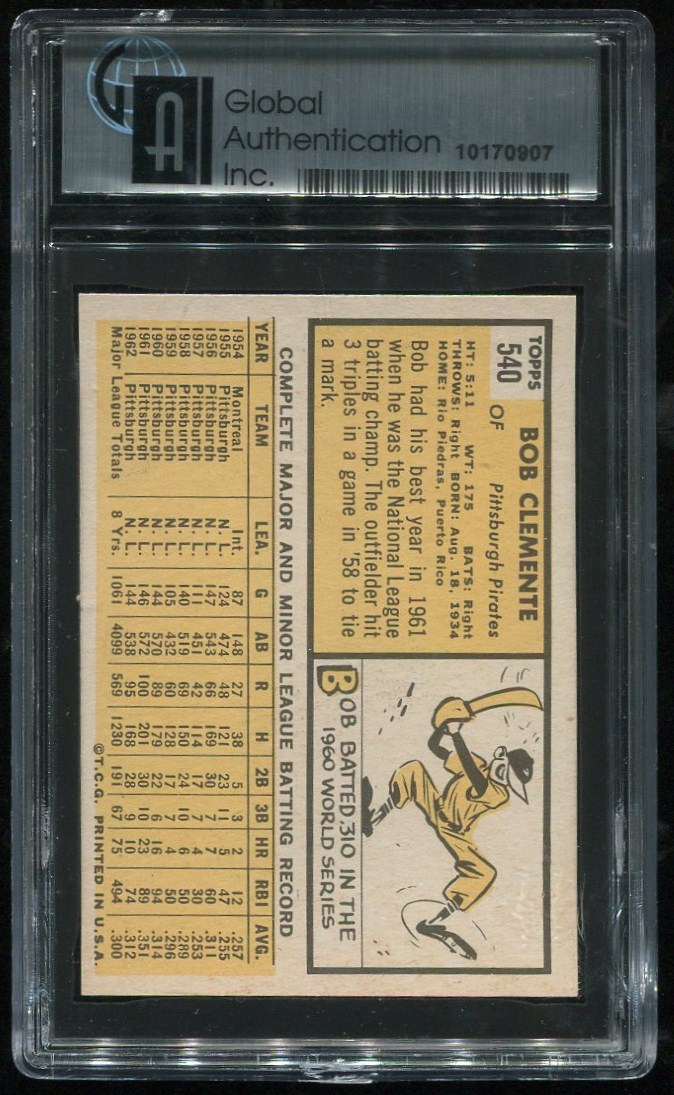 Global
Authentication
Inc.
10170907
TOPPS
540
BOB CLEMENTE
OF Pittsburgh Pirates
HT: 5:11 WT: 175 BATS: Right
THROWS: Right BORN: Aug. 18, 1934
HOME: Rio Piedras, Puerto Rico
Bob had his best year in 1961
when he was the National League
batting champ. The outfielder hit
3 triples in a game in '58 to tie
a mark.
BOB BATTED .310 IN THE
1960 WORLD SERIES
COMPLETE MAJOR AND MINOR LEAGUE BATTING RECORD
YEAR TEAM LEA. G AB R H 2B 3B HR RBI AVG.
1954 Montreal Int. 87 148 27 38 5 3 2 12 .257
1955 Pittsburgh N. L. 124 474 48 121 23 11 5 47 .255
1956 Pittsburgh N. L. 147 543 66 169 30 7 7 60 .311
1957 Pittsburgh N. L. 111 451 42 114 17 7 4 30 .253
1958 Pittsburgh N. L. 140 519 69 150 24 10 6 50 .289
1959 Pittsburgh N. L. 105 432 60 128 17 7 4 50 .296
1960 Pittsburgh N. L. 144 570 89 179 22 6 16 94 .314
1961 Pittsburgh N. L. 146 572 100 201 30 10 23 89 .351
1962 Pittsburgh N. L. 144 538 95 168 28 9 10 74 .312
Major League Totals 8 Yrs. 1061 4099 569 1230 191 67 75 494 .300
©T.C.G. PRINTED IN U.S.A.